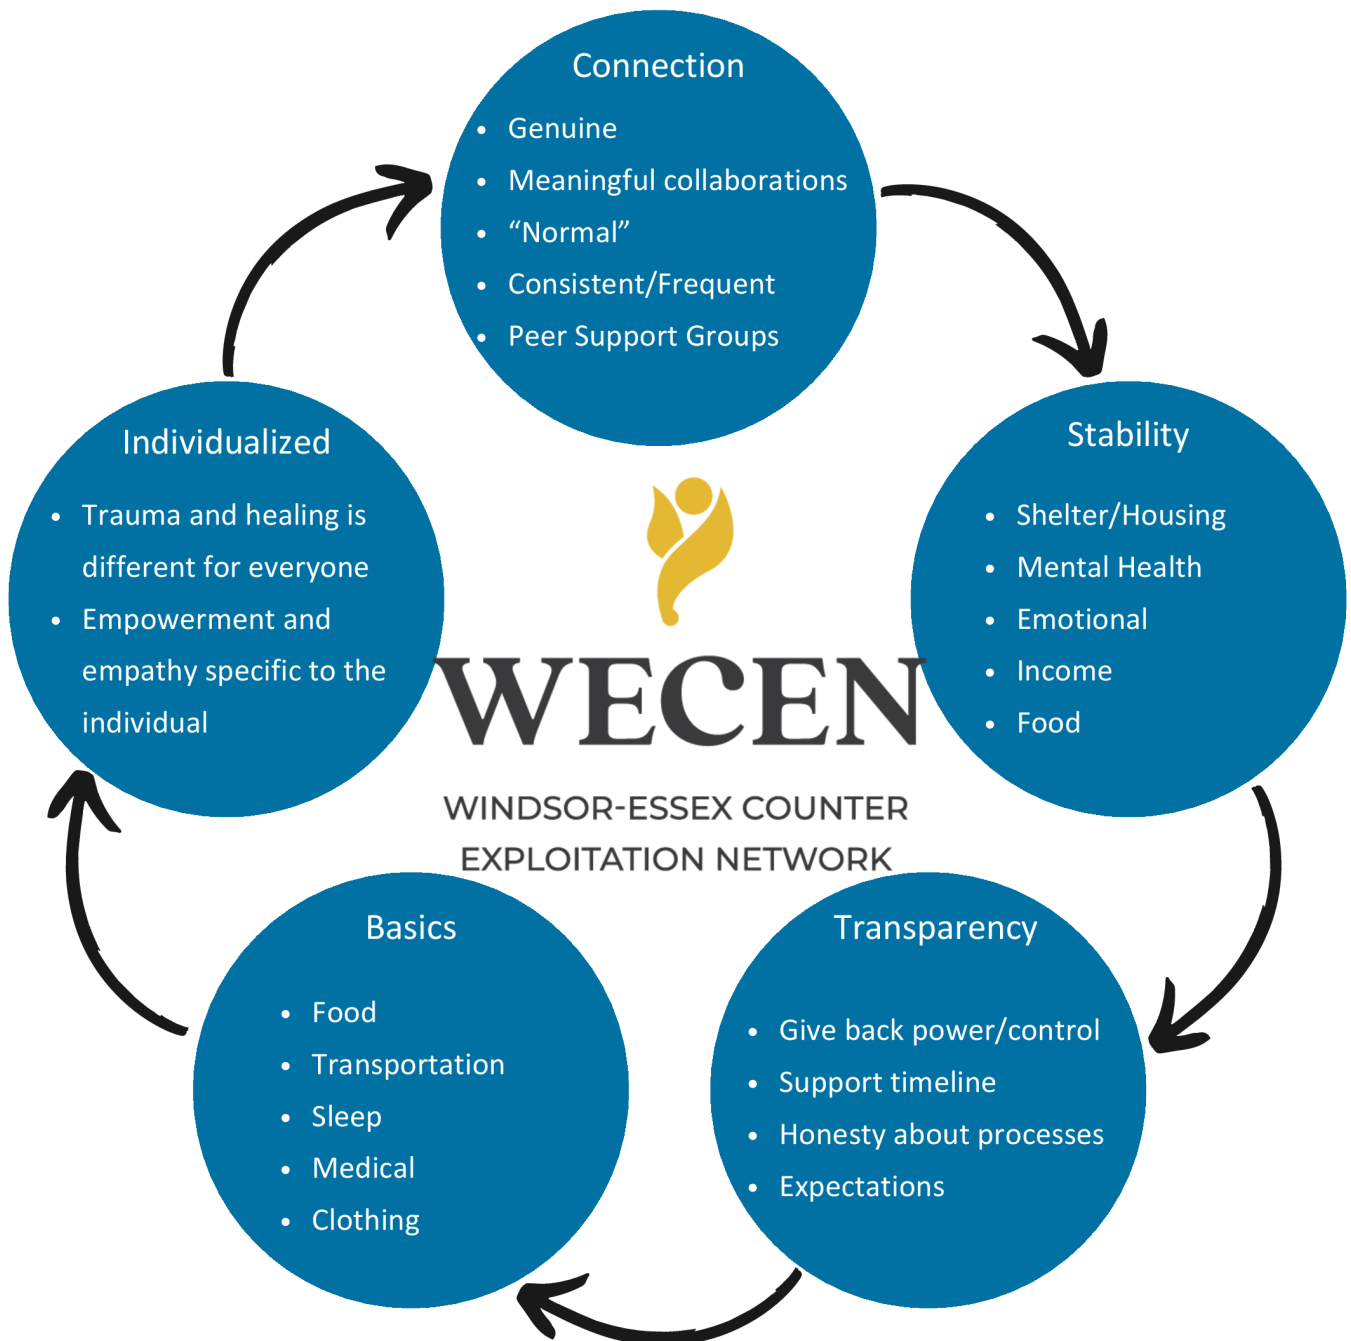 Connection
• Genuine
• Meaningful collaborations
• “Normal”
• Consistent/Frequent
• Peer Support Groups
Stability
• Shelter/Housing
• Mental Health
• Emotional
• Income
• Food
Transparency
• Give back power/control
• Support timeline
• Honesty about processes
• Expectations
Basics
• Food
• Transportation
• Sleep
• Medical
• Clothing
Individualized
• Trauma and healing is
different for everyone
• Empowerment and
empathy specific to the
individual
WECEN
WINDSOR-ESSEX COUNTER
EXPLOITATION NETWORK